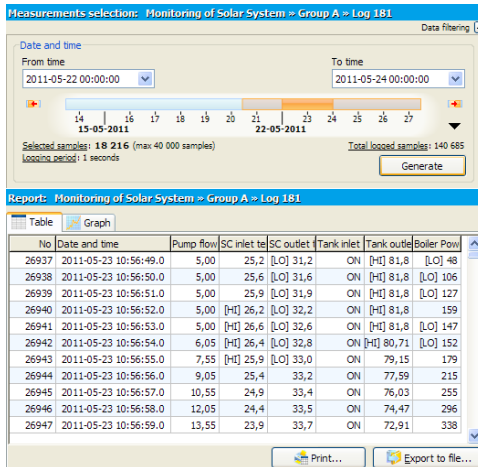 Measurements selection: Monitoring of Solar System » Group A » Log 181
Data filtering
Date and time
From time To time
2011-05-22 00:00:00 2011-05-24 00:00:00
14 16 17 18 19 20 21 23 24 25 26 27
15-05-2011 22-05-2011
Selected samples: 18 216 (max 40 000 samples) Total logged samples: 140 685
Logging period: 1 seconds
Generate
Report: Monitoring of Solar System » Group A » Log 181
Table Graph
No Date and time Pump flow SC inlet te SC outlet t Tank inlet Tank outle Boiler Pow
26937 2011-05-23 10:56:49.0 5,00 25,2 [LO] 31,2 ON [HI] 81,8 [LO] 48
26938 2011-05-23 10:56:50.0 5,00 25,6 [LO] 31,6 ON [HI] 81,8 [LO] 106
26939 2011-05-23 10:56:51.0 5,00 25,9 [LO] 31,9 ON [HI] 81,8 [LO] 127
26940 2011-05-23 10:56:52.0 5,00 [HI] 26,2 [LO] 32,2 ON [HI] 81,8 159
26941 2011-05-23 10:56:53.0 5,00 [HI] 26,6 [LO] 32,6 ON [HI] 81,8 [LO] 147
26942 2011-05-23 10:56:54.0 6,05 [HI] 26,4 [LO] 32,8 ON [HI] 80,71 [LO] 152
26943 2011-05-23 10:56:55.0 7,55 [HI] 25,9 [LO] 33,0 ON 79,15 179
26944 2011-05-23 10:56:56.0 9,05 25,4 33,2 ON 77,59 215
26945 2011-05-23 10:56:57.0 10,55 24,9 33,4 ON 76,03 255
26946 2011-05-23 10:56:58.0 12,05 24,4 33,5 ON 74,47 296
26947 2011-05-23 10:56:59.0 13,55 23,9 33,7 ON 72,91 338
Print... Export to file...